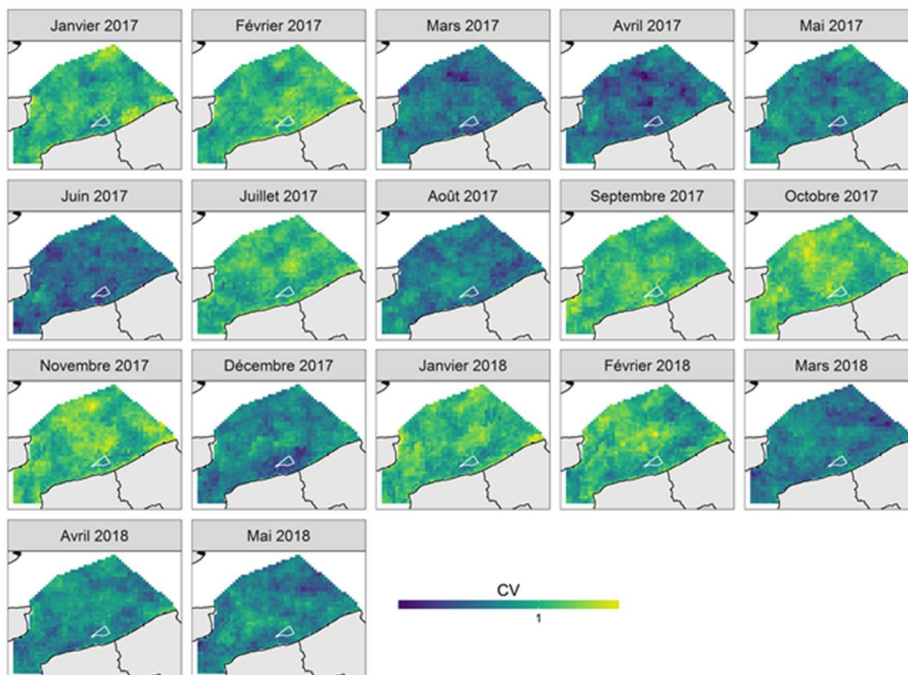 Janvier 2017
Février 2017
Mars 2017
Avril 2017
Mai 2017
Juin 2017
Juillet 2017
Août 2017
Septembre 2017
Octobre 2017
Novembre 2017
Décembre 2017
Janvier 2018
Février 2018
Mars 2018
Avril 2018
Mai 2018
CV
1